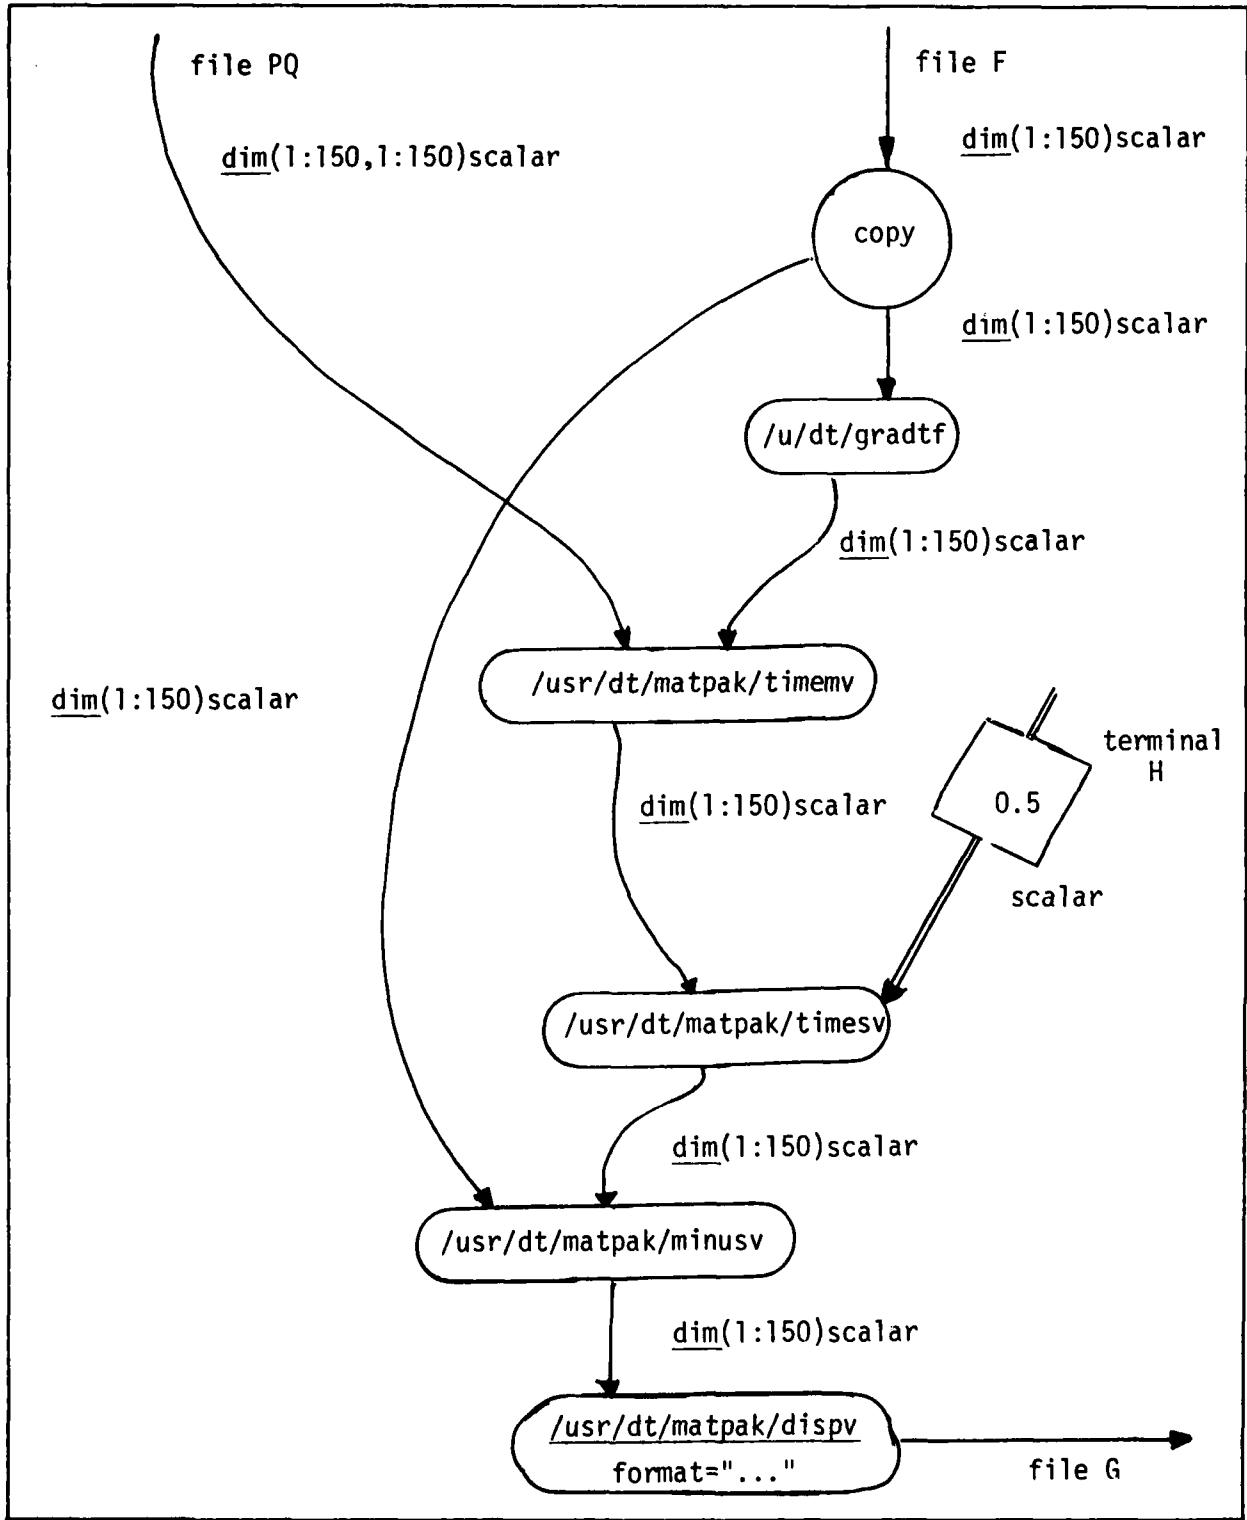 file PQ
file F
dim(1:150,1:150)scalar
dim(1:150)scalar
copy
dim(1:150)scalar
/u/dt/gradtf
dim(1:150)scalar
/usr/dt/matpak/timemv
dim(1:150)scalar
terminal
H
dim(1:150)scalar
0.5
scalar
/usr/dt/matpak/timesv
dim(1:150)scalar
/usr/dt/matpak/minusv
dim(1:150)scalar
/usr/dt/matpak/dispv
format="..."
file G